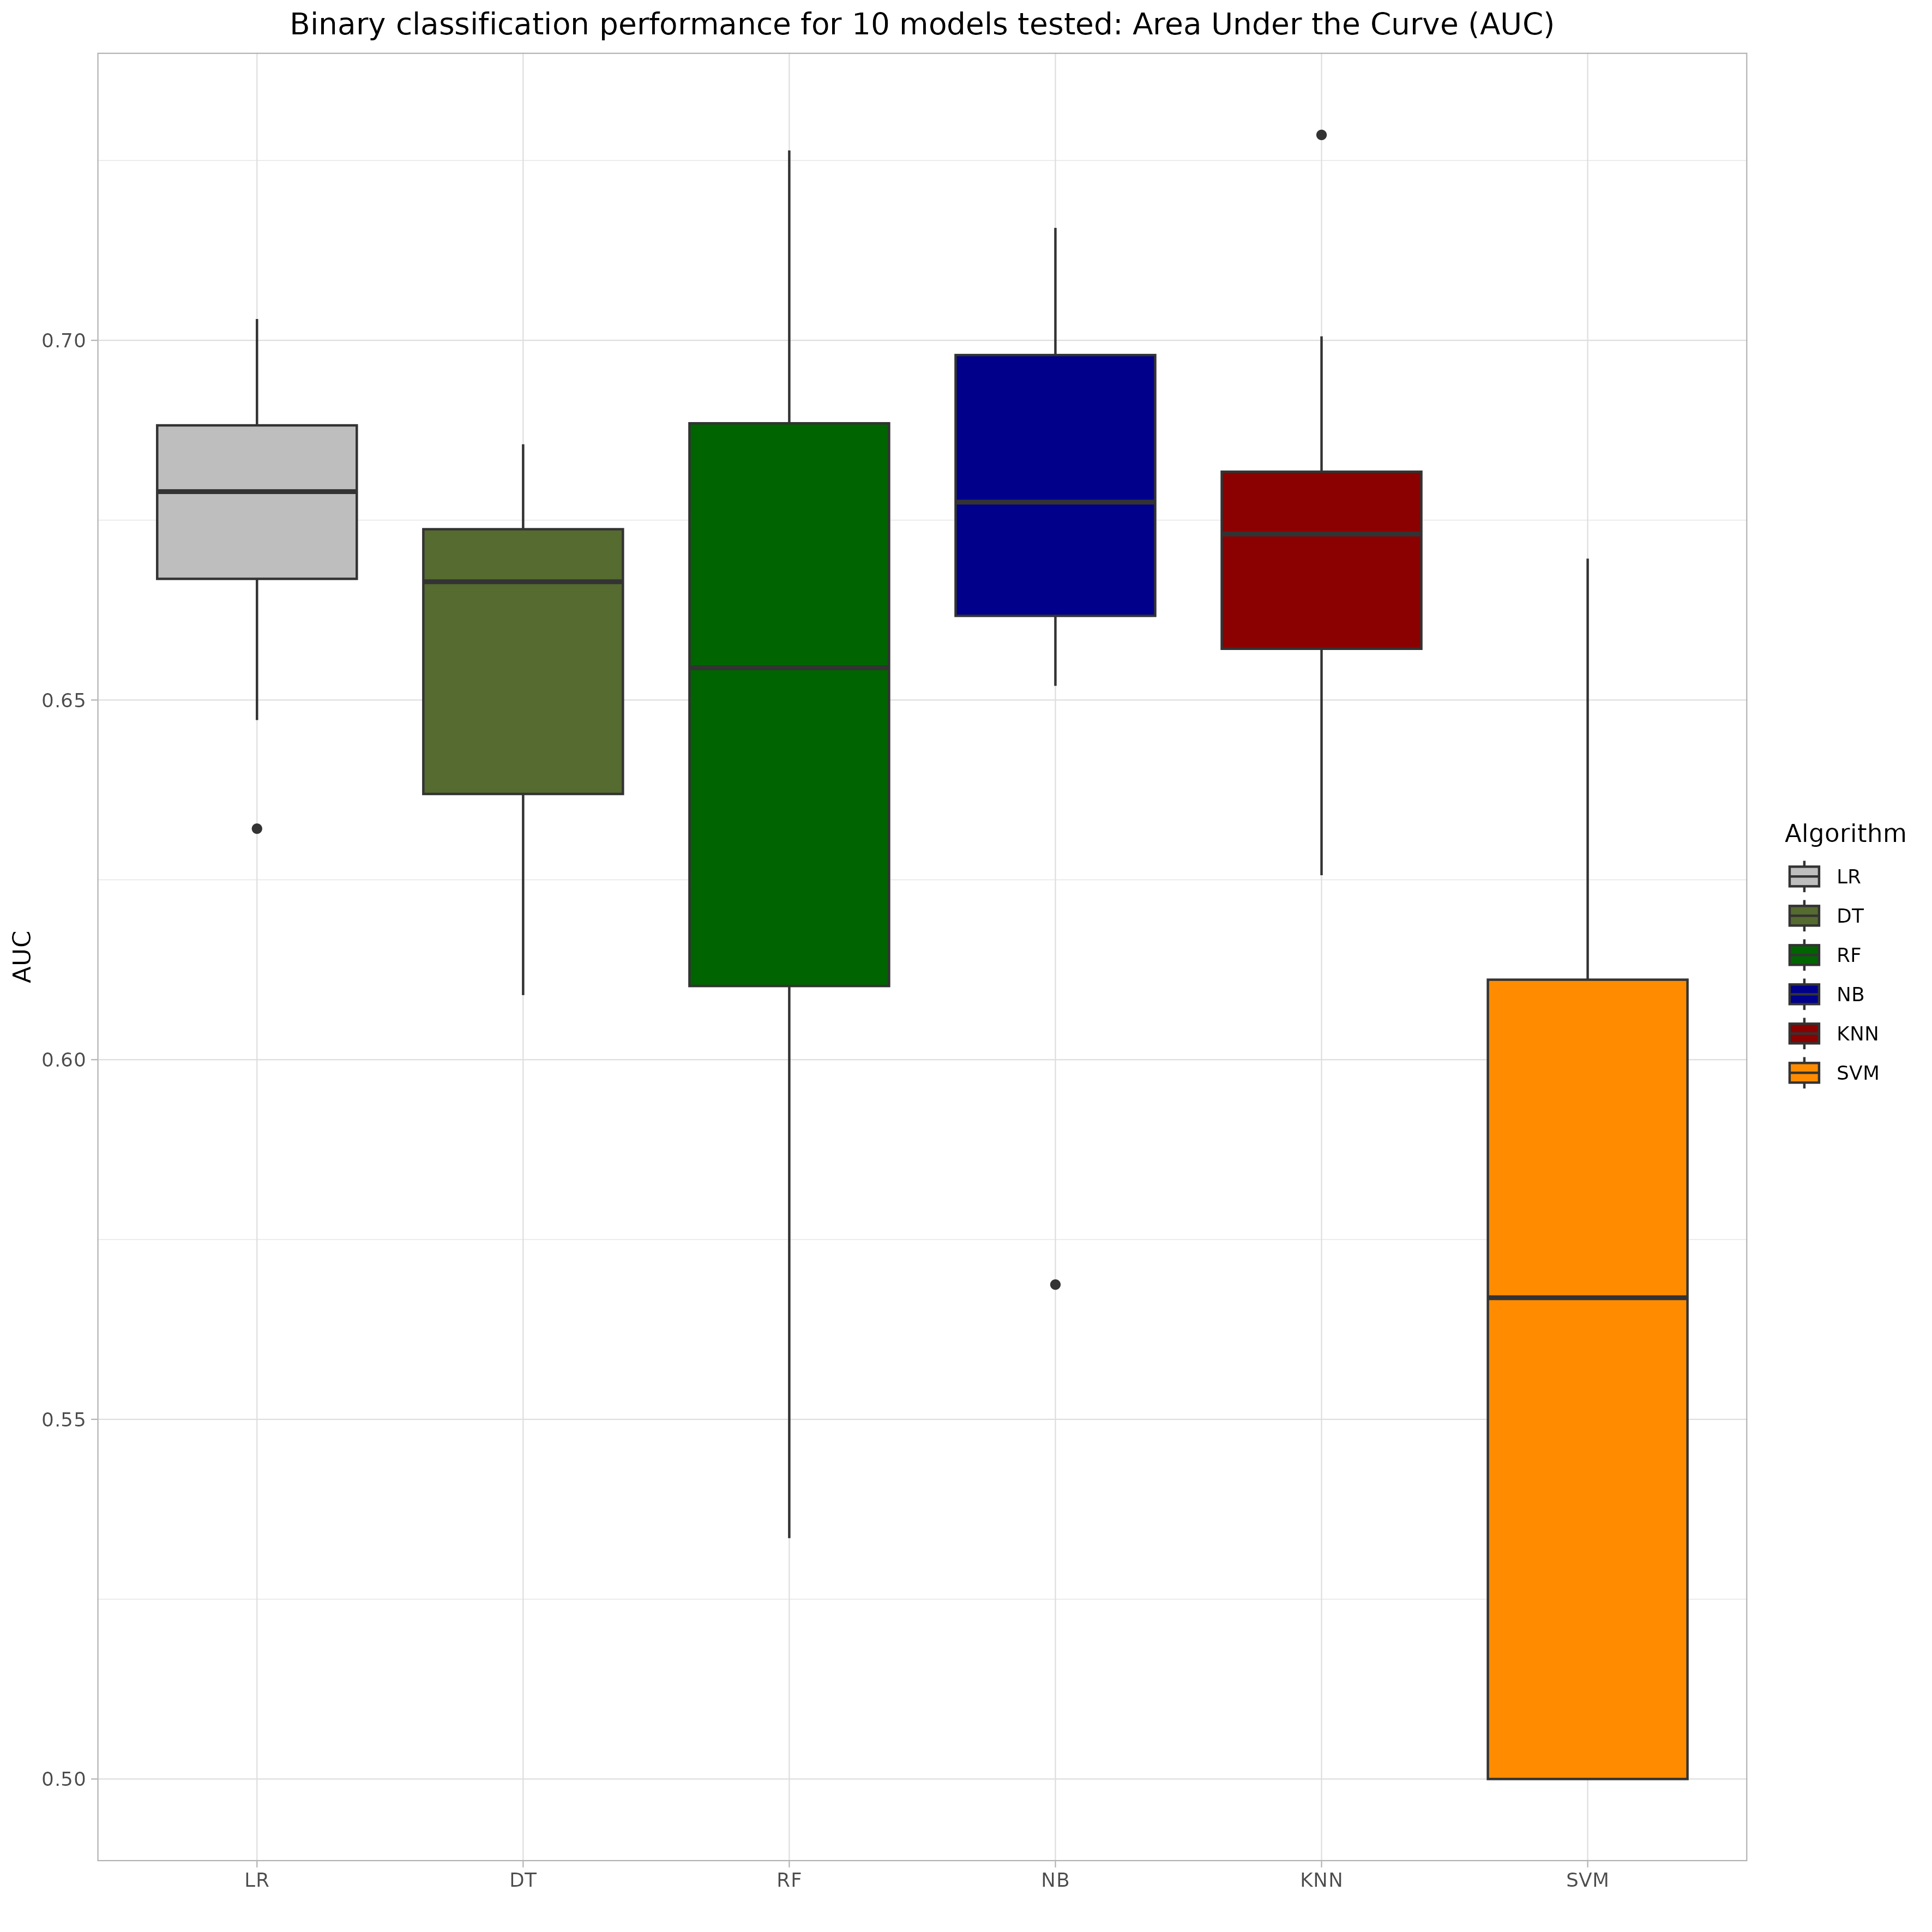 Binary classification performance for 10 models tested: Area Under the Curve (AUC)
AUC
0.70
0.65
0.60
0.55
0.50
LR DT RF NB KNN SVM
Algorithm
LR
DT
RF
NB
KNN
SVM